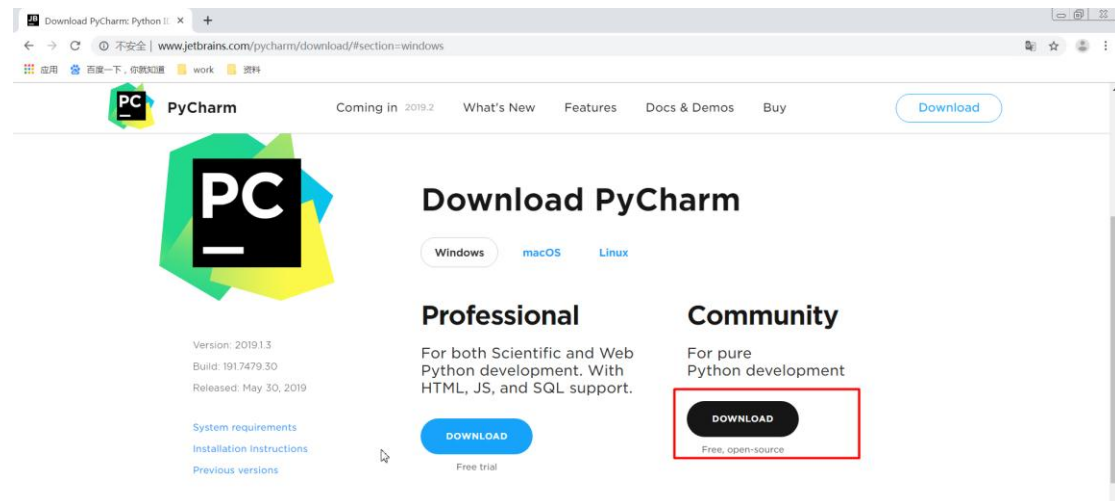 Download PyCharm: Python I
不安全 | www.jetbrains.com/pycharm/download/#section=windows
应用 百度一下，你就知道 work 资料
PC PyCharm Coming in 2019.2 What's New Features Docs & Demos Buy Download
PC
Download PyCharm
Windows macOS Linux
Professional
For both Scientific and Web
Python development. With
HTML, JS, and SQL support.
DOWNLOAD
Free trial
Community
For pure
Python development
DOWNLOAD
Free, open-source
Version: 2019.1.3
Build: 191.7479.30
Released: May 30, 2019
System requirements
Installation Instructions
Previous versions